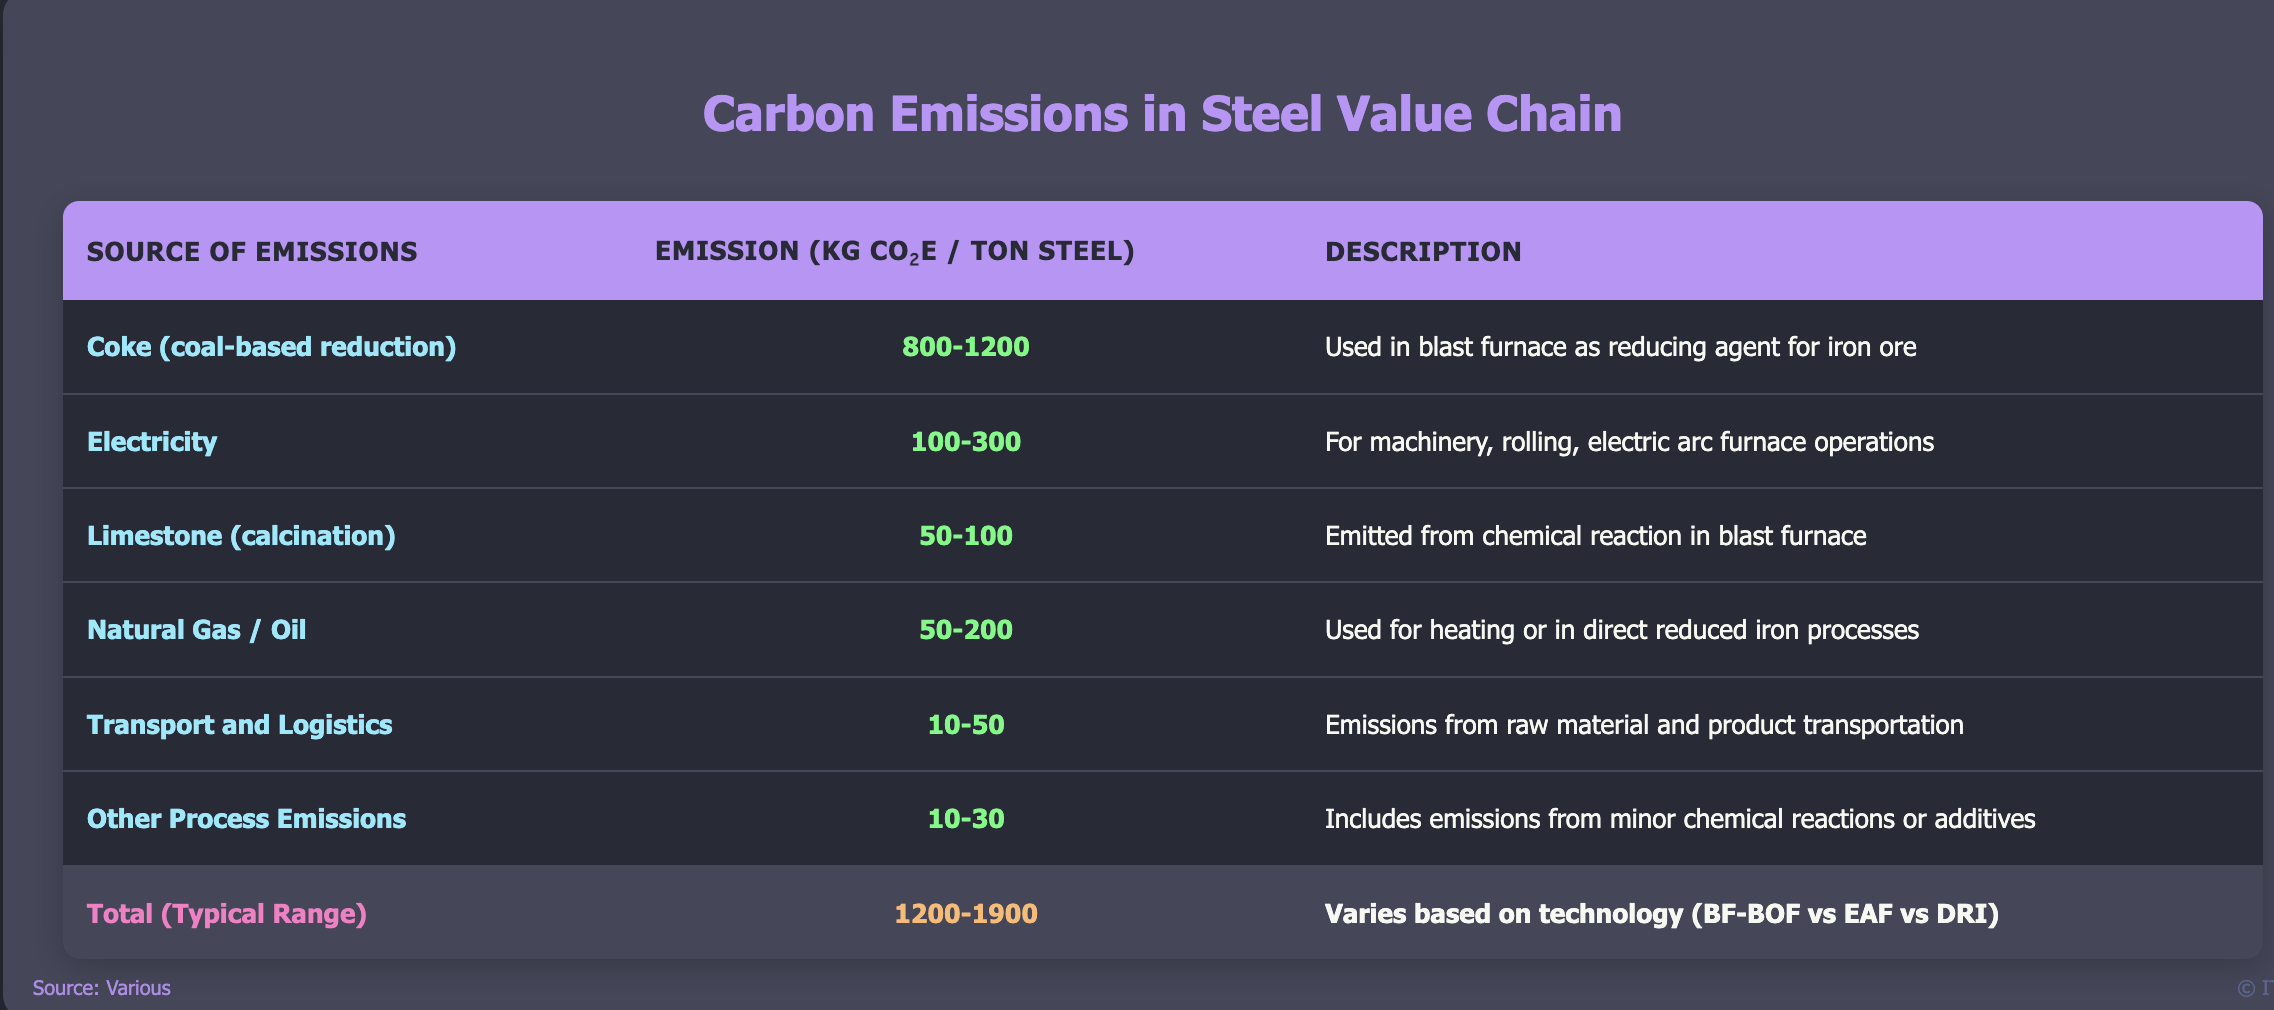 Carbon Emissions in Steel Value Chain
SOURCE OF EMISSIONS EMISSION (KG CO₂E / TON STEEL) DESCRIPTION
Coke (coal-based reduction) 800-1200 Used in blast furnace as reducing agent for iron ore
Electricity 100-300 For machinery, rolling, electric arc furnace operations
Limestone (calcination) 50-100 Emitted from chemical reaction in blast furnace
Natural Gas / Oil 50-200 Used for heating or in direct reduced iron processes
Transport and Logistics 10-50 Emissions from raw material and product transportation
Other Process Emissions 10-30 Includes emissions from minor chemical reactions or additives
Total (Typical Range) 1200-1900 Varies based on technology (BF-BOF vs EAF vs DRI)
Source: Various ©